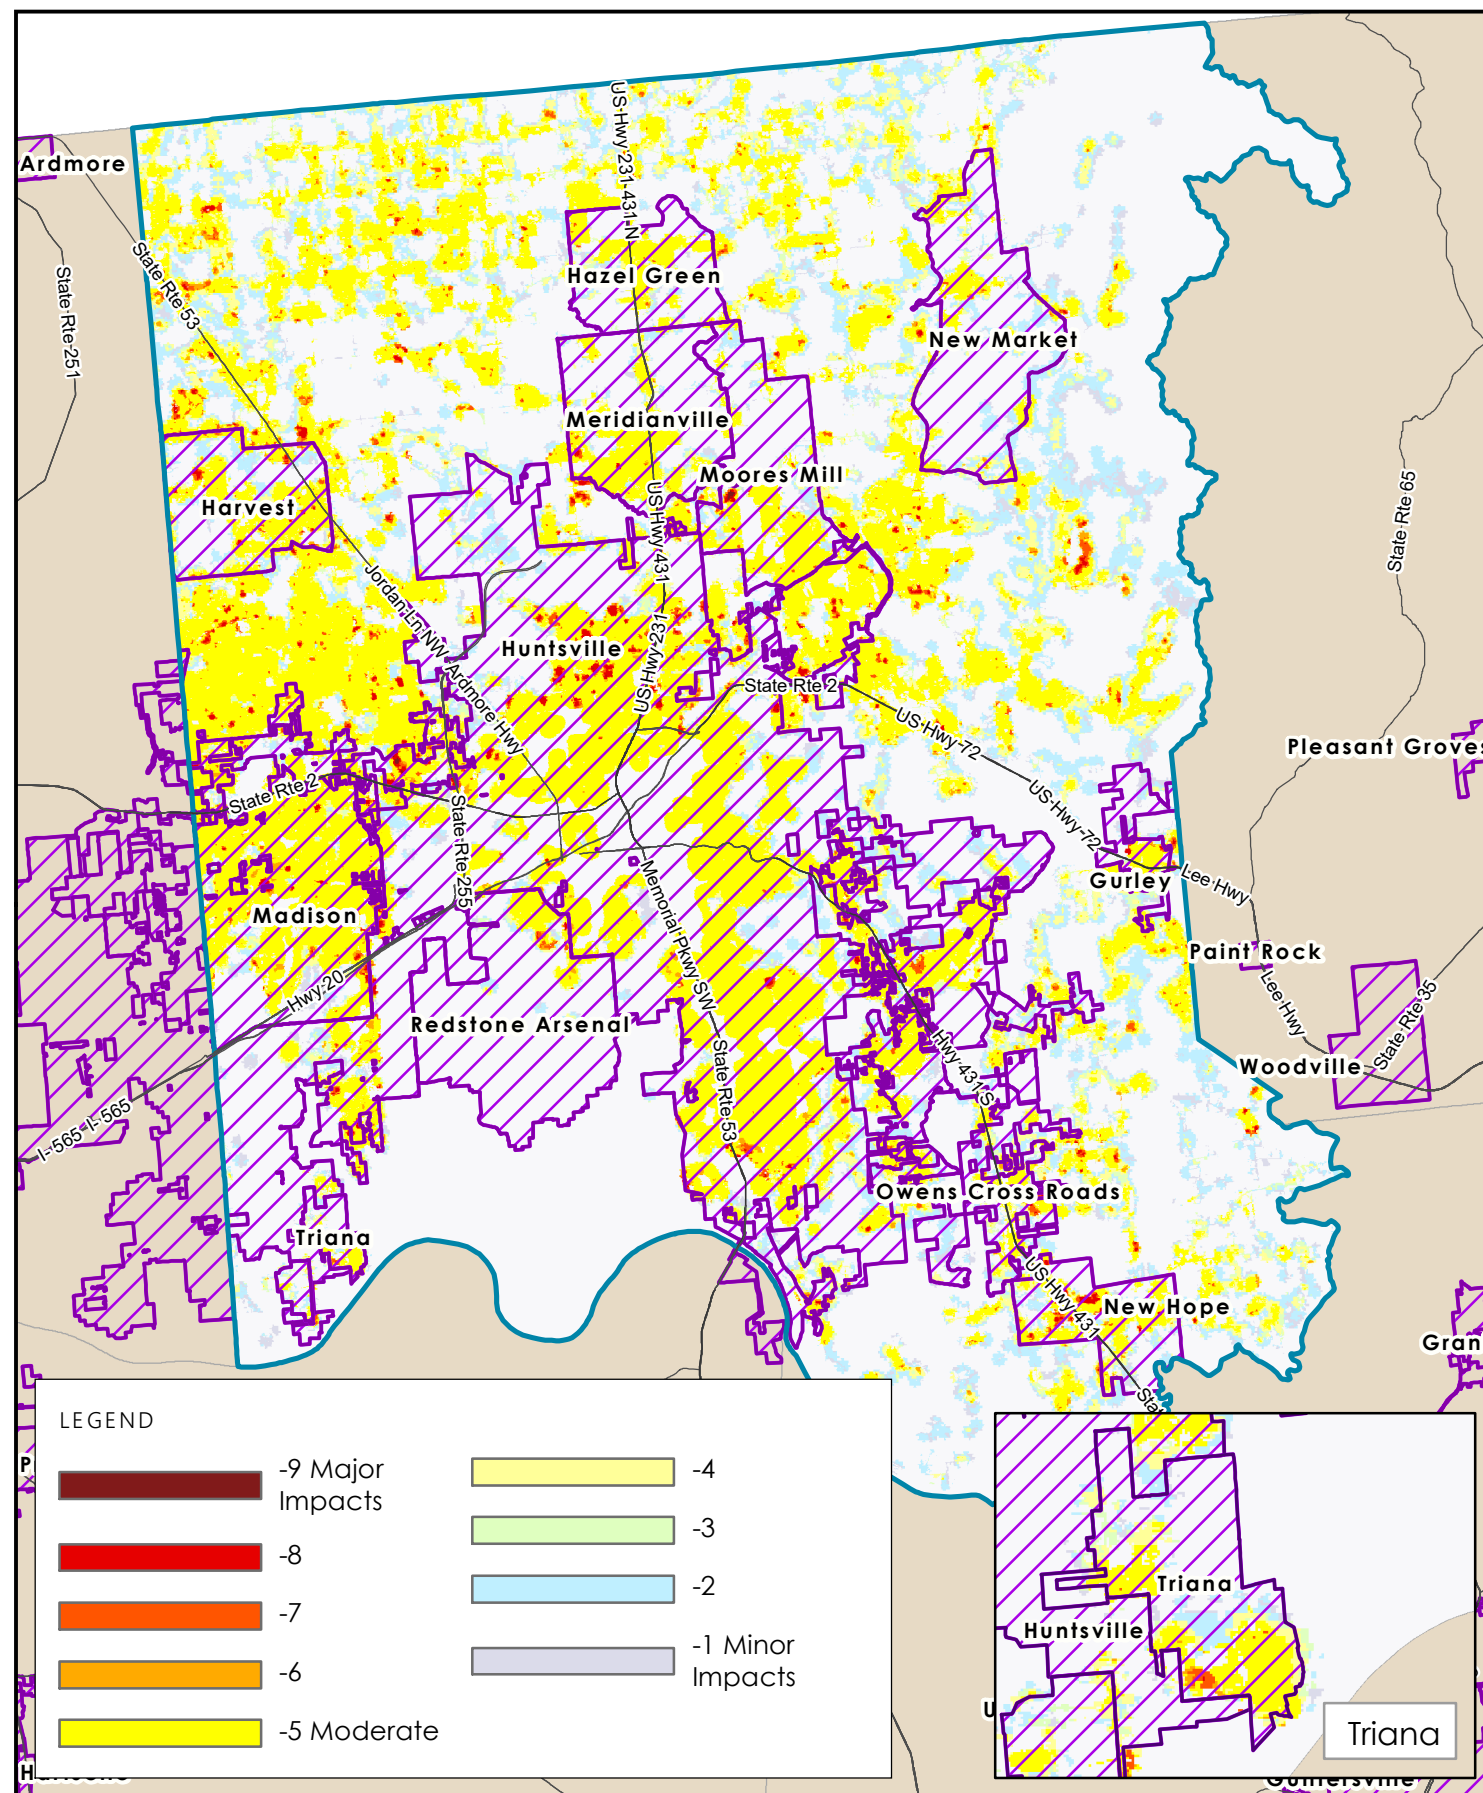 Ardmore
State Rte 251
State Rte 53
US Hwy 231-431-N
Hazel Green
New Market
Meridianville
Moores Mill
Harvest
US Hwy 431
State Rte 65
Jordan Ln NW
Ardmore Hwy
Huntsville
US Hwy-231
State Rte 2
US Hwy-72
Pleasant Groves
State Rte 2
US Hwy-72
State Rte 255
Gurley
Lee Hwy
Madison
Memorial Pkwy SW
Paint Rock
Hwy 20
Lee Hwy
Redstone Arsenal
State Rte 35
Hwy 431 S
State Rte 53
Woodville
I-565
I-565
Owens Cross Roads
Triana
US Hwy 431
New Hope
Gran
Stat
LEGEND
-9 Major
Impacts
-8
-7
-6
-5 Moderate
-4
-3
-2
-1 Minor
Impacts
Triana
Huntsville
U
Triana
Guntersville